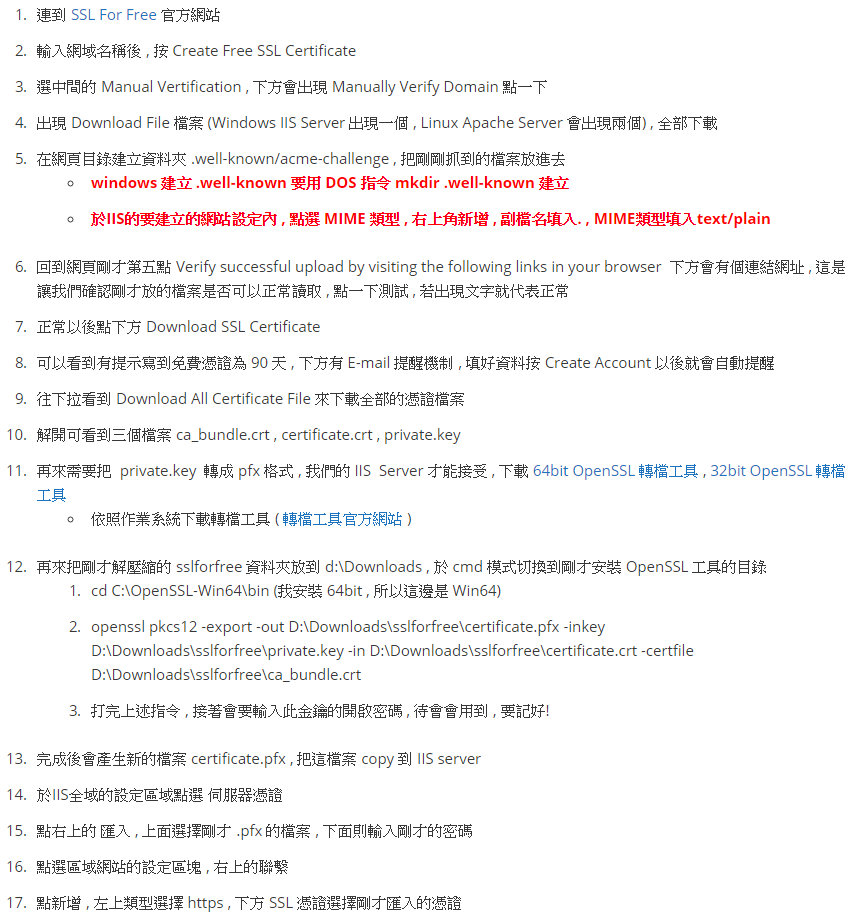 1. 連到 SSL For Free 官方網站
2. 輸入網域名稱後 , 按 Create Free SSL Certificate
3. 選中間的 Manual Vertification , 下方會出現 Manually Verify Domain 點一下
4. 出現 Download File 檔案 (Windows IIS Server 出現一個 , Linux Apache Server 會出現兩個) , 全部下載
5. 在網頁目錄建立資料夾 .well-known/acme-challenge , 把剛剛抓到的檔案放進去
windows 建立 .well-known 要用 DOS 指令 mkdir .well-known 建立
於IIS的要建立的網站設定內 , 點選 MIME 類型 , 右上角新增 , 副檔名填入. , MIME類型填入text/plain
6. 回到網頁剛才第五點 Verify successful upload by visiting the following links in your browser 下方會有個連結網址 , 這是
讓我們確認剛才放的檔案是否可以正常讀取 , 點一下測試 , 若出現文字就代表正常
7. 正常以後點下方 Download SSL Certificate
8. 可以看到有提示寫到免費憑證為 90 天 , 下方有 E-mail 提醒機制 , 填好資料按 Create Account 以後就會自動提醒
9. 往下拉看到 Download All Certificate File 來下載全部的憑證檔案
10. 解開可看到三個檔案 ca_bundle.crt , certificate.crt , private.key
11. 再來需要把 private.key 轉成 pfx 格式 , 我們的 IIS Server 才能接受 , 下載 64bit OpenSSL 轉檔工具 , 32bit OpenSSL 轉檔
工具
依照作業系統下載轉檔工具 ( 轉檔工具官方網站 )
12. 再來把剛才解壓縮的 sslforfree 資料夾放到 d:\Downloads , 於 cmd 模式切換到剛才安裝 OpenSSL 工具的目錄
1. cd C:\OpenSSL-Win64\bin (我安裝 64bit , 所以這邊是 Win64)
2. openssl pkcs12 -export -out D:\Downloads\sslforfree\certificate.pfx -inkey
D:\Downloads\sslforfree\private.key -in D:\Downloads\sslforfree\certificate.crt -certfile
D:\Downloads\sslforfree\ca_bundle.crt
3. 打完上述指令 , 接著會要輸入此金鑰的開啟密碼 , 待會會用到 , 要記好!
13. 完成後會產生新的檔案 certificate.pfx , 把這檔案 copy 到 IIS server
14. 於IIS全域的設定區域點選 伺服器憑證
15. 點右上的 匯入 , 上面選擇剛才 .pfx 的檔案 , 下面則輸入剛才的密碼
16. 點選區域網站的設定區塊 , 右上的聯繫
17. 點新增 , 左上類型選擇 https , 下方 SSL 憑證選擇剛才匯入的憑證